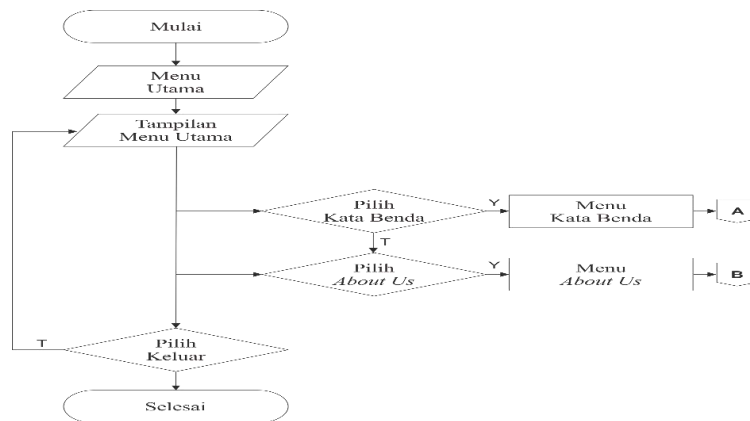 Mulai
Menu
Utama
Tampilan
Menu Utama
Pilih
Kata Benda
Y
Menu
Kata Benda
A
T
Pilih
About Us
Y
Menu
About Us
B
T
Pilih
Keluar
Selesai